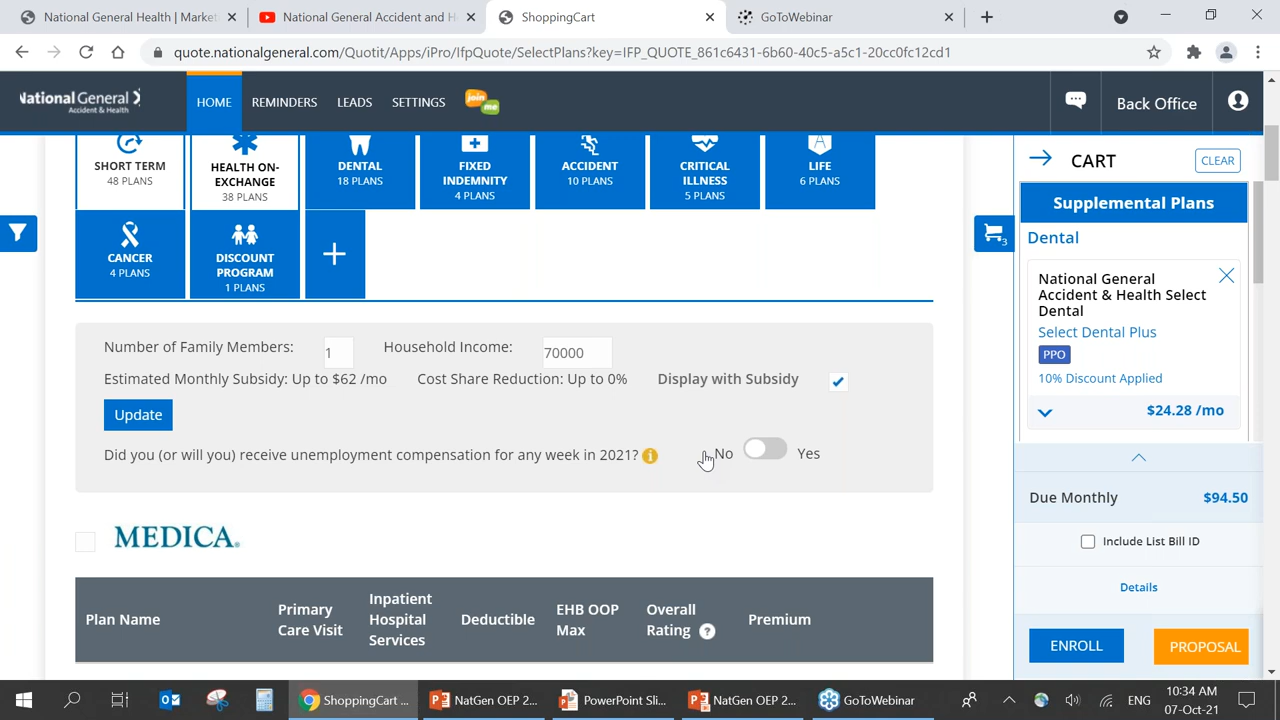 National General Health | Market
National General Accident and H
ShoppingCart
GoToWebinar
quote.nationalgeneral.com/Quotit/Apps/iPro/IfpQuote/SelectPlans?key=IFP_QUOTE_861c6431-6b60-40c5-a5c1-20cc0fc12cd1
National General
Accident & Health
HOME
REMINDERS
LEADS
SETTINGS
join
me
Back Office
SHORT TERM
48 PLANS
HEALTH ON-
EXCHANGE
38 PLANS
DENTAL
18 PLANS
FIXED
INDEMNITY
4 PLANS
ACCIDENT
10 PLANS
CRITICAL
ILLNESS
5 PLANS
LIFE
6 PLANS
CANCER
4 PLANS
DISCOUNT
PROGRAM
1 PLANS
Number of Family Members: 1 Household Income: 70000
Estimated Monthly Subsidy: Up to $62 /mo Cost Share Reduction: Up to 0% Display with Subsidy
Update
Did you (or will you) receive unemployment compensation for any week in 2021? No Yes
MEDICA.
Plan Name
Primary
Care Visit
Inpatient
Hospital
Services
Deductible
EHB OOP
Max
Overall
Rating ?
Premium
3
CART
CLEAR
Supplemental Plans
Dental
National General
Accident & Health Select
Dental
Select Dental Plus
PPO
10% Discount Applied
$24.28 /mo
Due Monthly $94.50
Include List Bill ID
Details
ENROLL
PROPOSAL
ShoppingCart ...
NatGen OEP 2...
PowerPoint Sli...
NatGen OEP 2...
GoToWebinar
ENG
10:34 AM
07-Oct-21